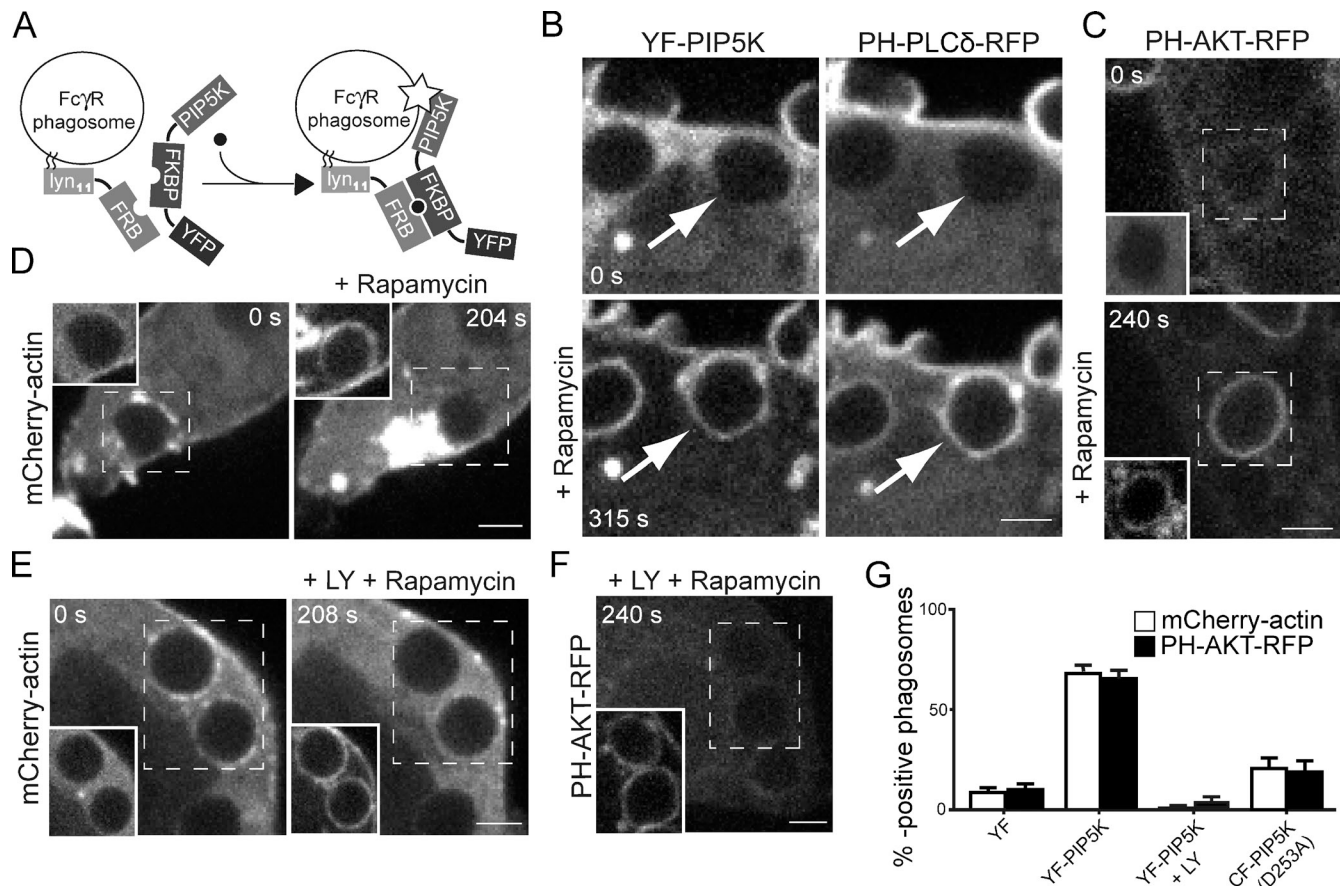 A
FcγR
phagosome
lyn11
FRB
FKBP
PIP5K
YFP
FcγR
phagosome
lyn11
FRB
FKBP
PIP5K
YFP
B
YF-PIP5K
PH-PLCδ-RFP
0 s
+ Rapamycin
315 s
C
PH-AKT-RFP
0 s
240 s
+ Rapamycin
D
+ Rapamycin
mCherry-actin
0 s
204 s
E
+ LY + Rapamycin
mCherry-actin
0 s
208 s
F
+ LY + Rapamycin
PH-AKT-RFP
240 s
G
% -positive phagosomes
100
50
0
mCherry-actin
PH-AKT-RFP
YF
YF-PIP5K
YF-PIP5K
+ LY
CF-PIP5K
(D253A)